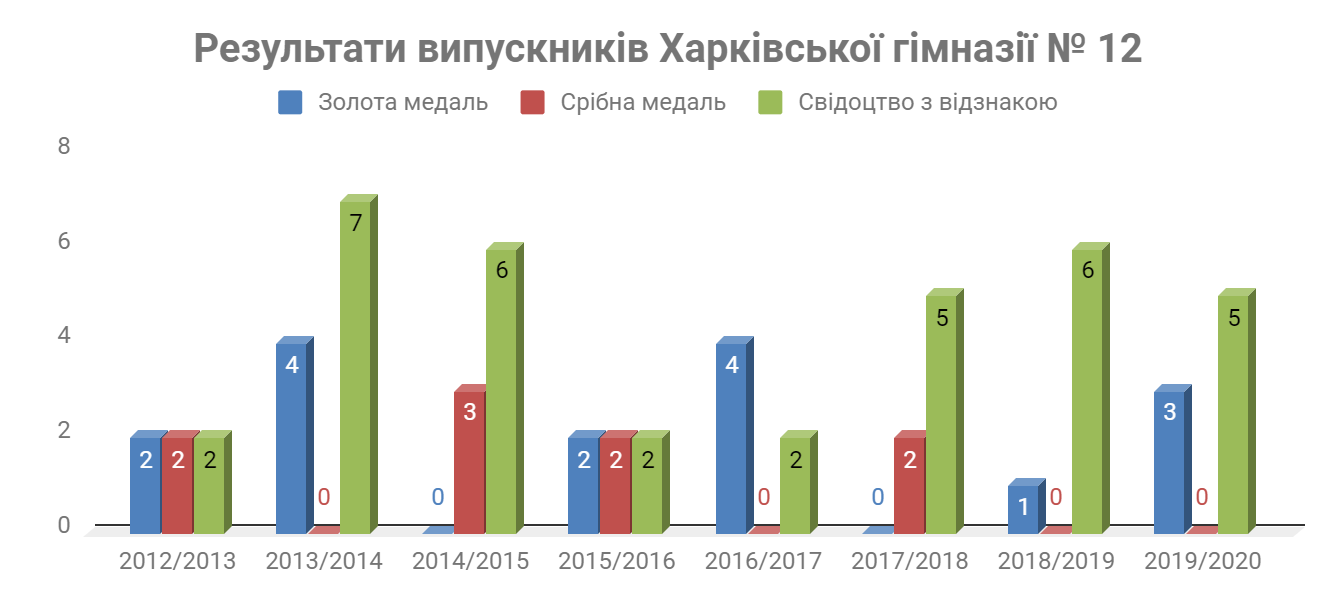 Результати випускників Харківської гімназії № 12
Золота медаль Срібна медаль Свідоцтво з відзнакою
8
6
4
2
0
2 2 2
4 0 7
0 3 6
2 2 2
4 0 2
0 2 5
1 0 6
3 0 5
2012/2013 2013/2014 2014/2015 2015/2016 2016/2017 2017/2018 2018/2019 2019/2020